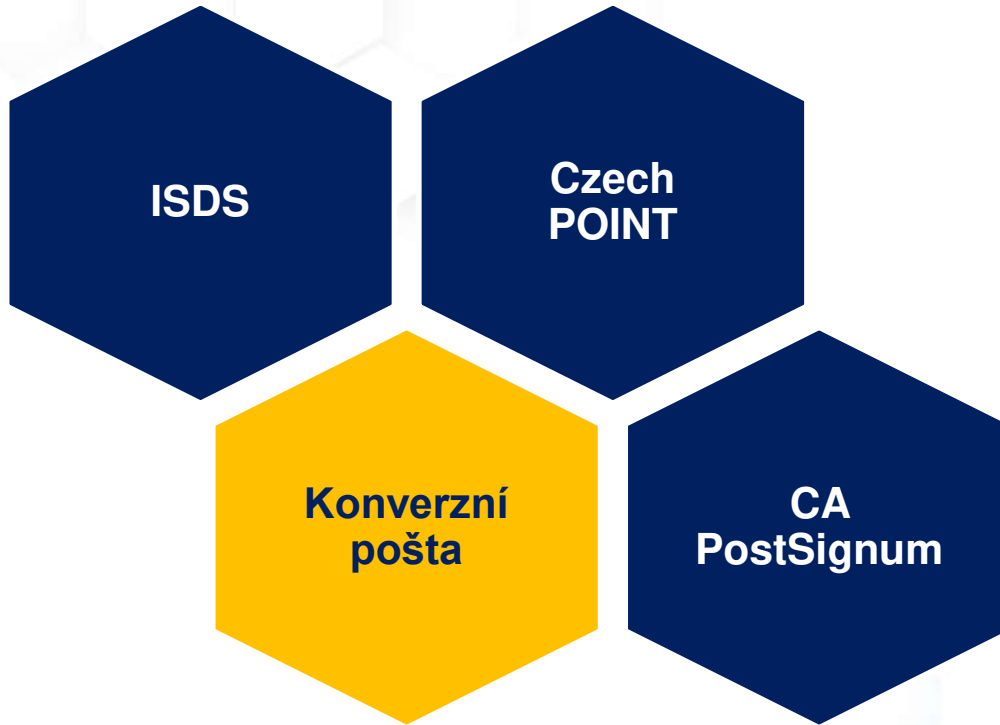 ISDS
Czech
POINT
Konverzní
pošta
CA
PostSignum